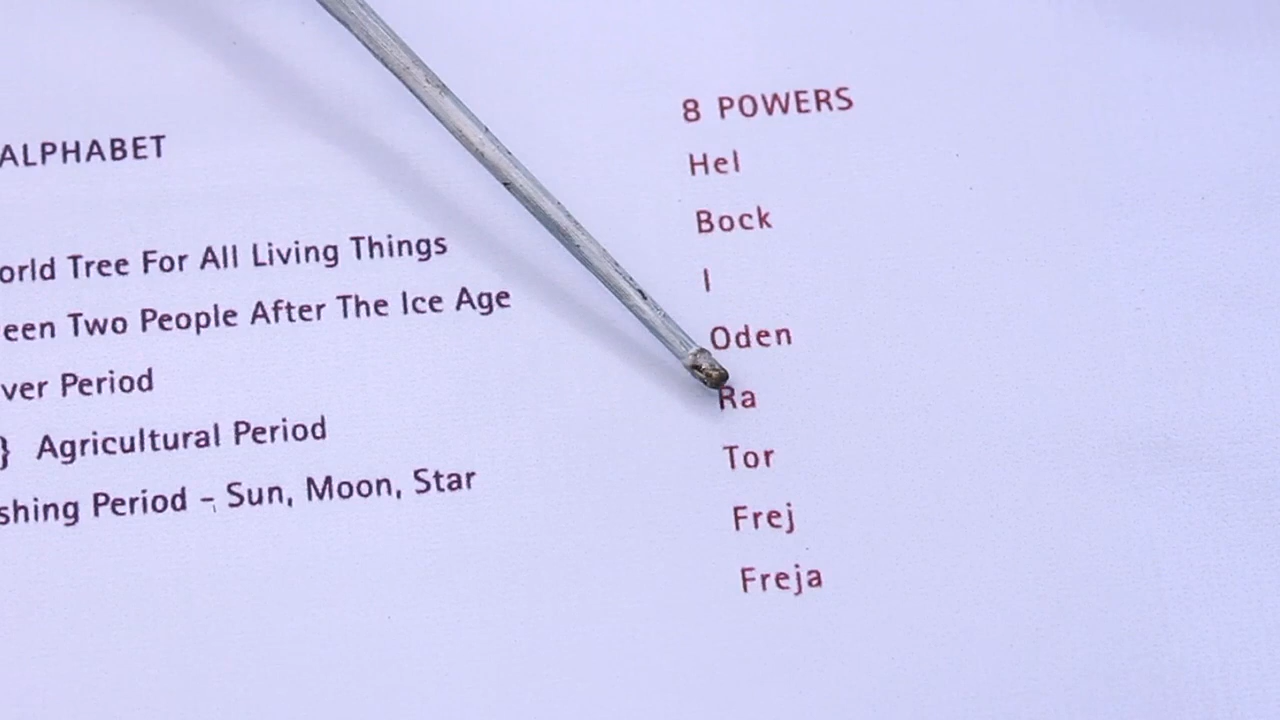 ALPHABET
orld Tree For All Living Things
een Two People After The Ice Age
ver Period
} Agricultural Period
shing Period – Sun, Moon, Star
8 POWERS
Hel
Bock
I
Oden
Ra
Tor
Frej
Freja